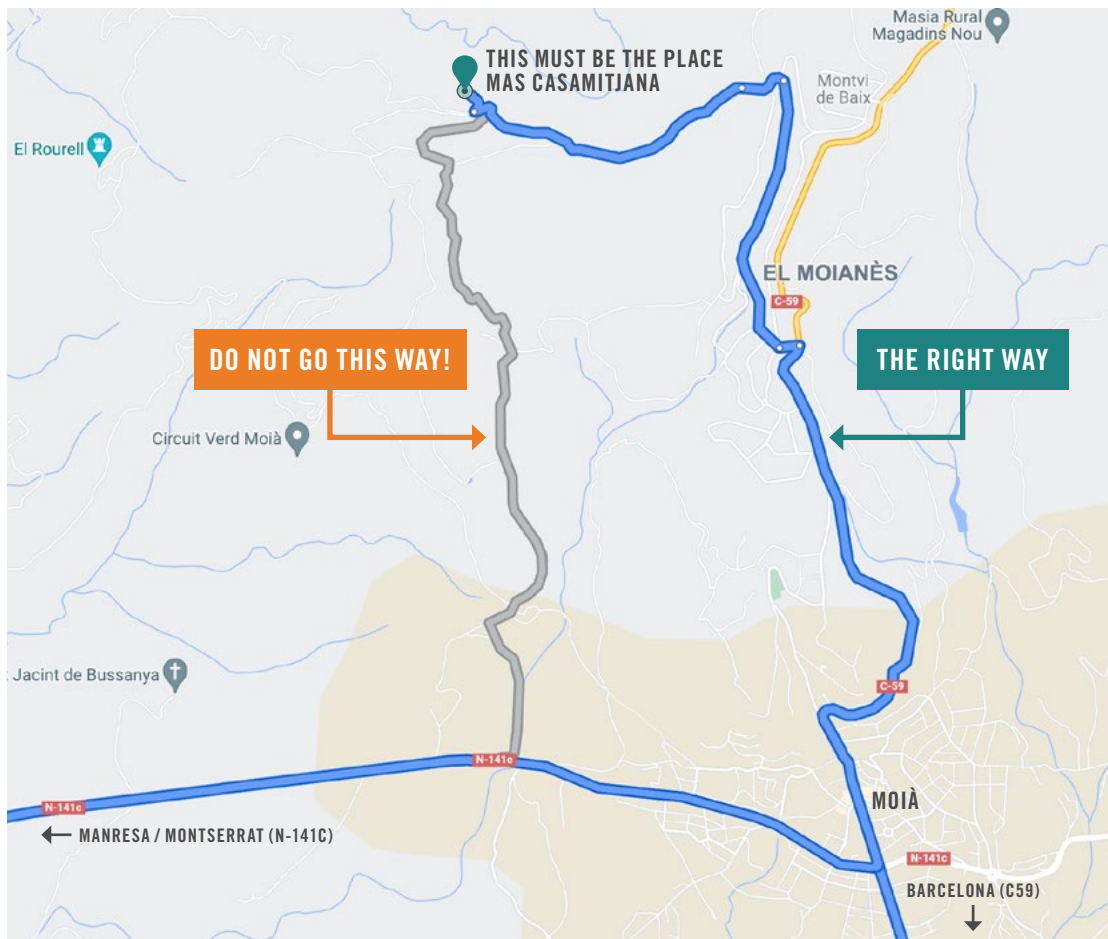 Masia Rural
Magadins Nou
THIS MUST BE THE PLACE
MAS CASAMITJANA
Montví
de Baix
El Rourell
EL MOIANÈS
C-59
DO NOT GO THIS WAY!
THE RIGHT WAY
Circuit Verd Moià
Jacint de Bussanya
C-59
N-141c
MOIÀ
N-141c
MANRESA / MONTSERRAT (N-141C)
N-141c
BARCELONA (C59)